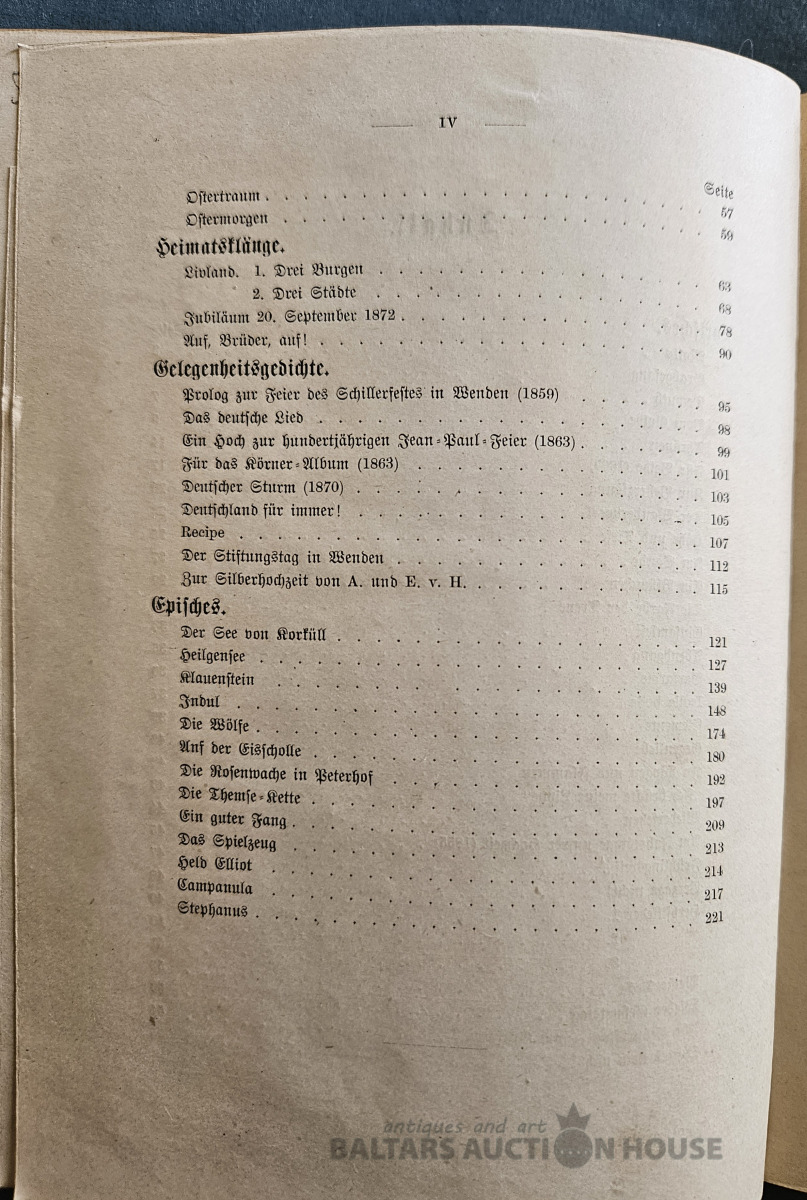 IV
Seite
Ostertraum . . . 57
Ostermorgen . . . 59
Heimatsklänge.
Livland. 1. Drei Burgen . . . 63
2. Drei Städte . . . 68
Jubiläum 20. September 1872 . . . 78
Auf, Brüder, auf! . . . 90
Gelegenheitsgedichte.
Prolog zur Feier des Schillerfestes in Wenden (1859) . . . 95
Das deutsche Lied . . . 98
Ein Hoch zur hundertjährigen Jean-Paul-Feier (1863) . . . 99
Für das Körner-Album (1863) . . . 101
Deutscher Sturm (1870) . . . 103
Deutschland für immer! . . . 105
Recipe . . . 107
Der Stiftungstag in Wenden . . . 112
Zur Silberhochzeit von A. und E. v. H. . . . 115
Episches.
Der See von Korküll . . . 121
Heilgensee . . . 127
Klauenstein . . . 139
Indul . . . 148
Die Wölfe . . . 174
Auf der Eisscholle . . . 180
Die Rosenwache in Peterhof . . . 192
Die Themse-Kette . . . 197
Ein guter Fang . . . 209
Das Spielzeug . . . 213
Held Elliot . . . 214
Campanula . . . 217
Stephanus . . . 221
antiques and art
BALTARS AUCTION HOUSE